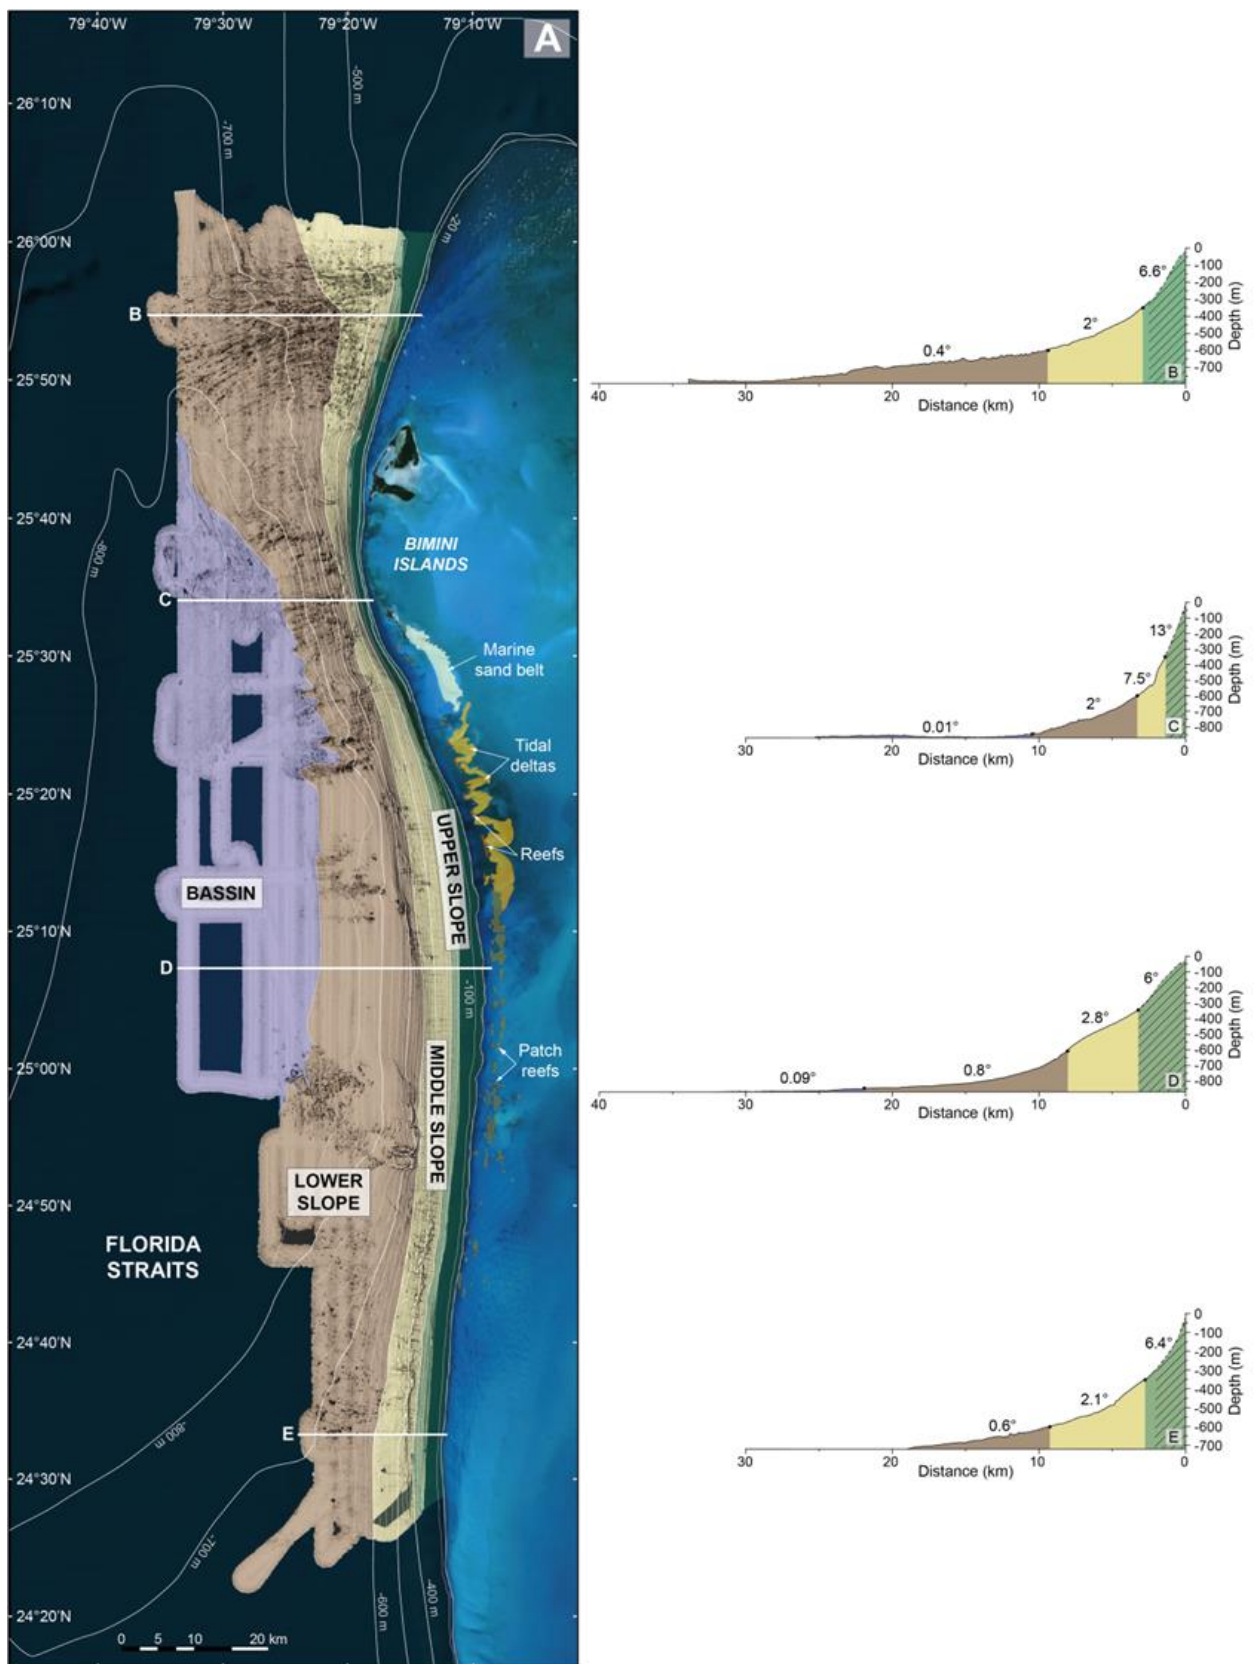 79°40'W 79°30'W 79°20'W 79°10'W
A
26°10'N
-500 m
-700 m
26°00'N
-20 m
B
25°50'N
25°40'N
-800 m
BIMINI
ISLANDS
C
25°30'N
Marine
sand belt
Tidal
deltas
25°20'N
UPPER SLOPE
Reefs
BASSIN
25°10'N
D
-100 m
Patch
reefs
25°00'N
MIDDLE SLOPE
LOWER
SLOPE
24°50'N
FLORIDA
STRAITS
24°40'N
-800 m
E
24°30'N
-700 m
-600 m
-400 m
24°20'N
0 5 10 20 km
0
-100
-200
-300
-400
-500
-600
-700
Depth (m)
6.6°
2°
0.4°
B
40 30 20 10 0
Distance (km)
0
-100
-200
-300
-400
-500
-600
-700
-800
Depth (m)
13°
7.5°
2°
0.01°
C
30 20 10 0
Distance (km)
0
-100
-200
-300
-400
-500
-600
-700
-800
Depth (m)
6°
2.8°
0.8°
0.09°
D
40 30 20 10 0
Distance (km)
0
-100
-200
-300
-400
-500
-600
-700
Depth (m)
6.4°
2.1°
0.6°
E
30 20 10 0
Distance (km)